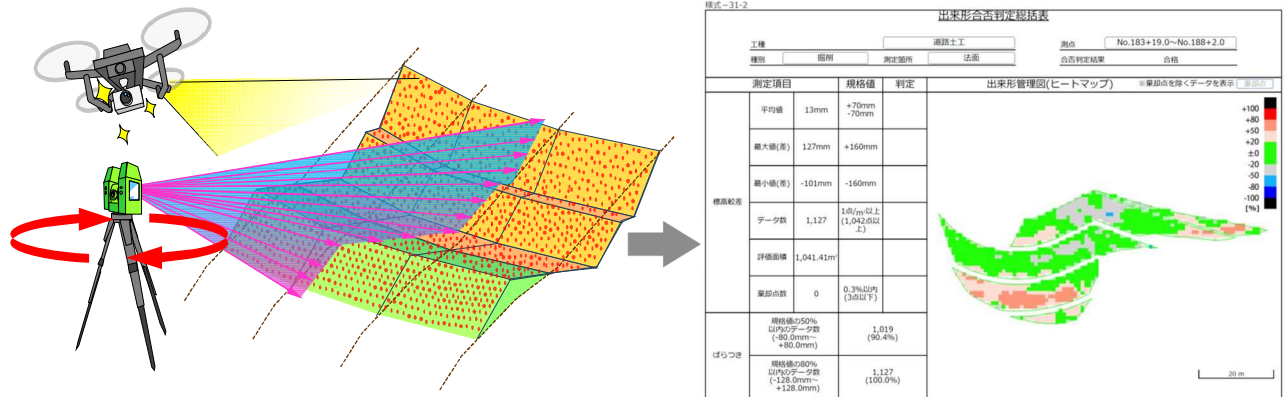 様式－31-2
出来形合否判定総括表
工種 道路土工 測点 No.183+19.0～No.188+2.0
種別 掘削 測定箇所 法面 合否判定結果 合格
測定項目 規格値 判定 出来形管理図(ヒートマップ) ※棄却点を除くデータを表示 棄却点
標高較差
平均値 13mm +70mm
-70mm
最大値(差) 127mm +160mm
最小値(差) -101mm -160mm
データ数 1,127 1点/㎡以上
(1,042点以
上)
評価面積 1,041.41㎡
棄却点数 0 0.3%以内
(3点以下)
ばらつき
規格値の50%
以内のデータ数
(-80.0mm～
+80.0mm)
1,019
(90.4%)
規格値の80%
以内のデータ数
(-128.0mm～
+128.0mm)
1,127
(100.0%)
+100
+80
+50
+20
±0
-20
-50
-80
-100
[%]
20 m